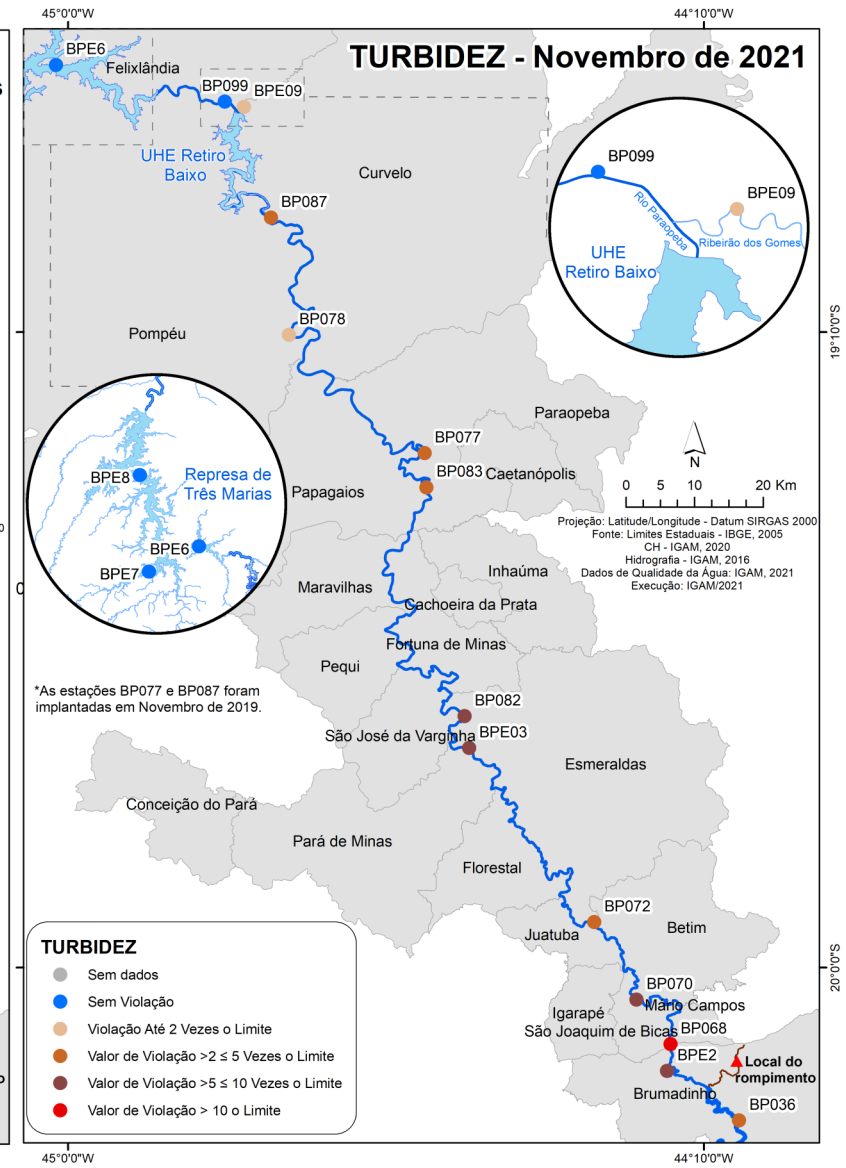 45°0'0"W
44°10'0"W
TURBIDEZ - Novembro de 2021
BPE6
Felixlândia
BP099
BPE09
UHE Retiro
Baixo
Curvelo
BP087
BP078
Pompéu
BP099
BPE09
Rio Paraopeba
Ribeirão dos Gomes
UHE
Retiro Baixo
19°10'0"S
Paraopeba
BP077
BP083
Caetanópolis
Papagaios
BPE8
Represa de
Três Marias
BPE6
BPE7
N
0 5 10 20 Km
Projeção: Latitude/Longitude - Datum SIRGAS 2000
Fonte: Limites Estaduais - IBGE, 2005
CH - IGAM, 2020
Hidrografia - IGAM, 2016
Dados de Qualidade da Água: IGAM, 2021
Execução: IGAM/2021
Inhaúma
Maravilhas
Cachoeira da Prata
Fortuna de Minas
Pequi
*As estações BP077 e BP087 foram
implantadas em Novembro de 2019.
BP082
São José da Varginha
BPE03
Esmeraldas
Conceição do Pará
Pará de Minas
Florestal
BP072
Juatuba
Betim
20°0'0"S
BP070
Mário Campos
Igarapé
São Joaquim de Bicas
BP068
BPE2
Local do
rompimento
Brumadinho
BP036
TURBIDEZ
Sem dados
Sem Violação
Violação Até 2 Vezes o Limite
Valor de Violação >2 ≤ 5 Vezes o Limite
Valor de Violação >5 ≤ 10 Vezes o Limite
Valor de Violação > 10 o Limite
45°0'0"W
44°10'0"W